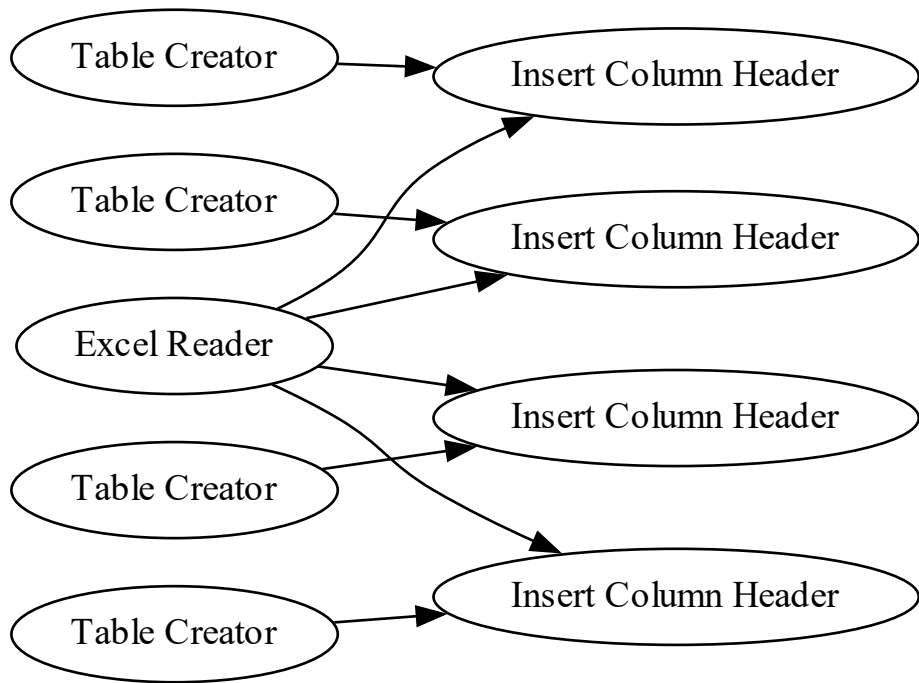 Table Creator
Insert Column Header
Table Creator
Insert Column Header
Excel Reader
Insert Column Header
Table Creator
Insert Column Header
Table Creator